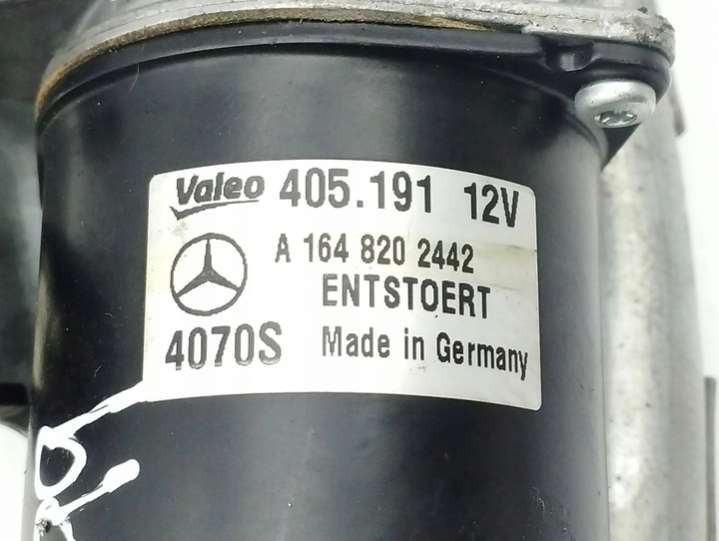 Valeo 405.191 12V
A 164 820 2442
ENTSTOERT
4070S Made in Germany